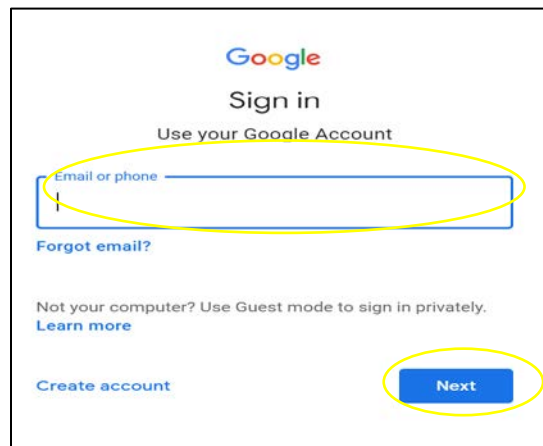 Google
Sign in
Use your Google Account
Email or phone
Forgot email?
Not your computer? Use Guest mode to sign in privately.
Learn more
Create account
Next